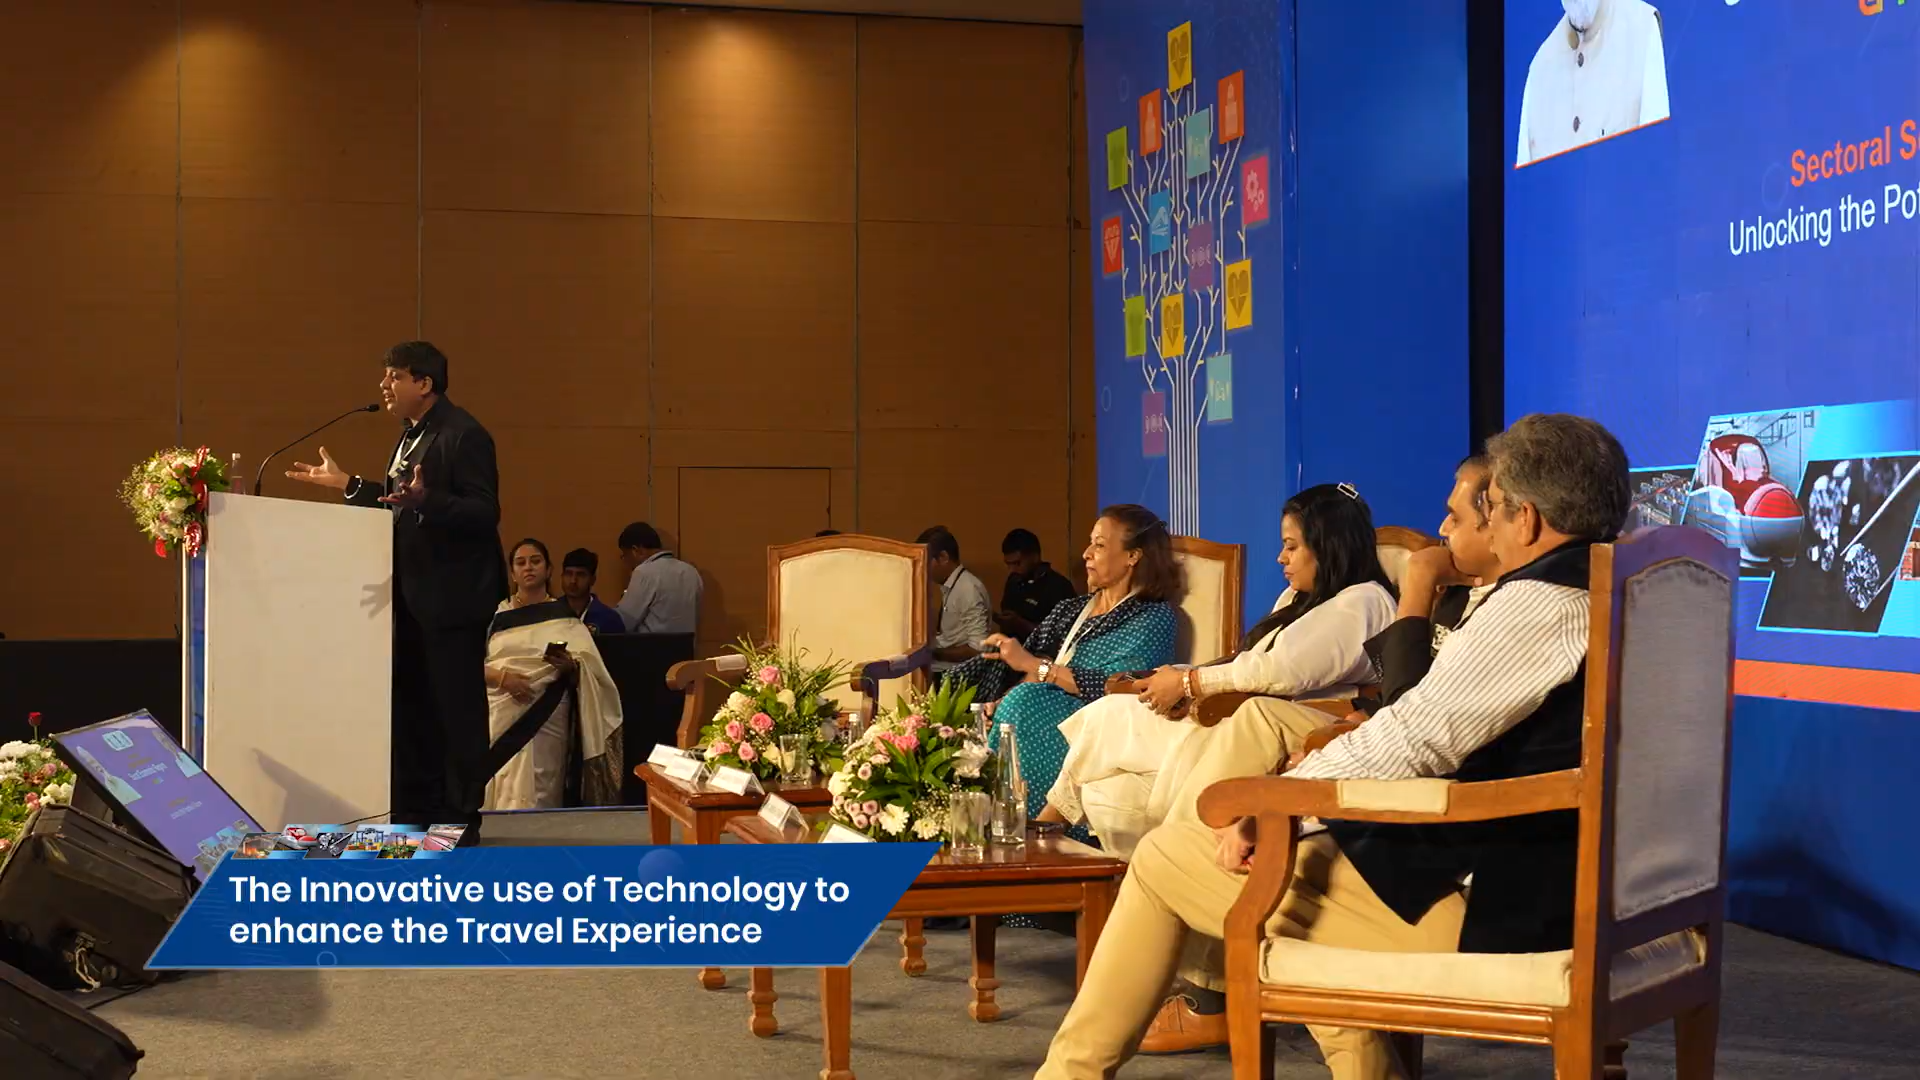 Sectoral S
Unlocking the Pot
The Innovative use of Technology to
enhance the Travel Experience